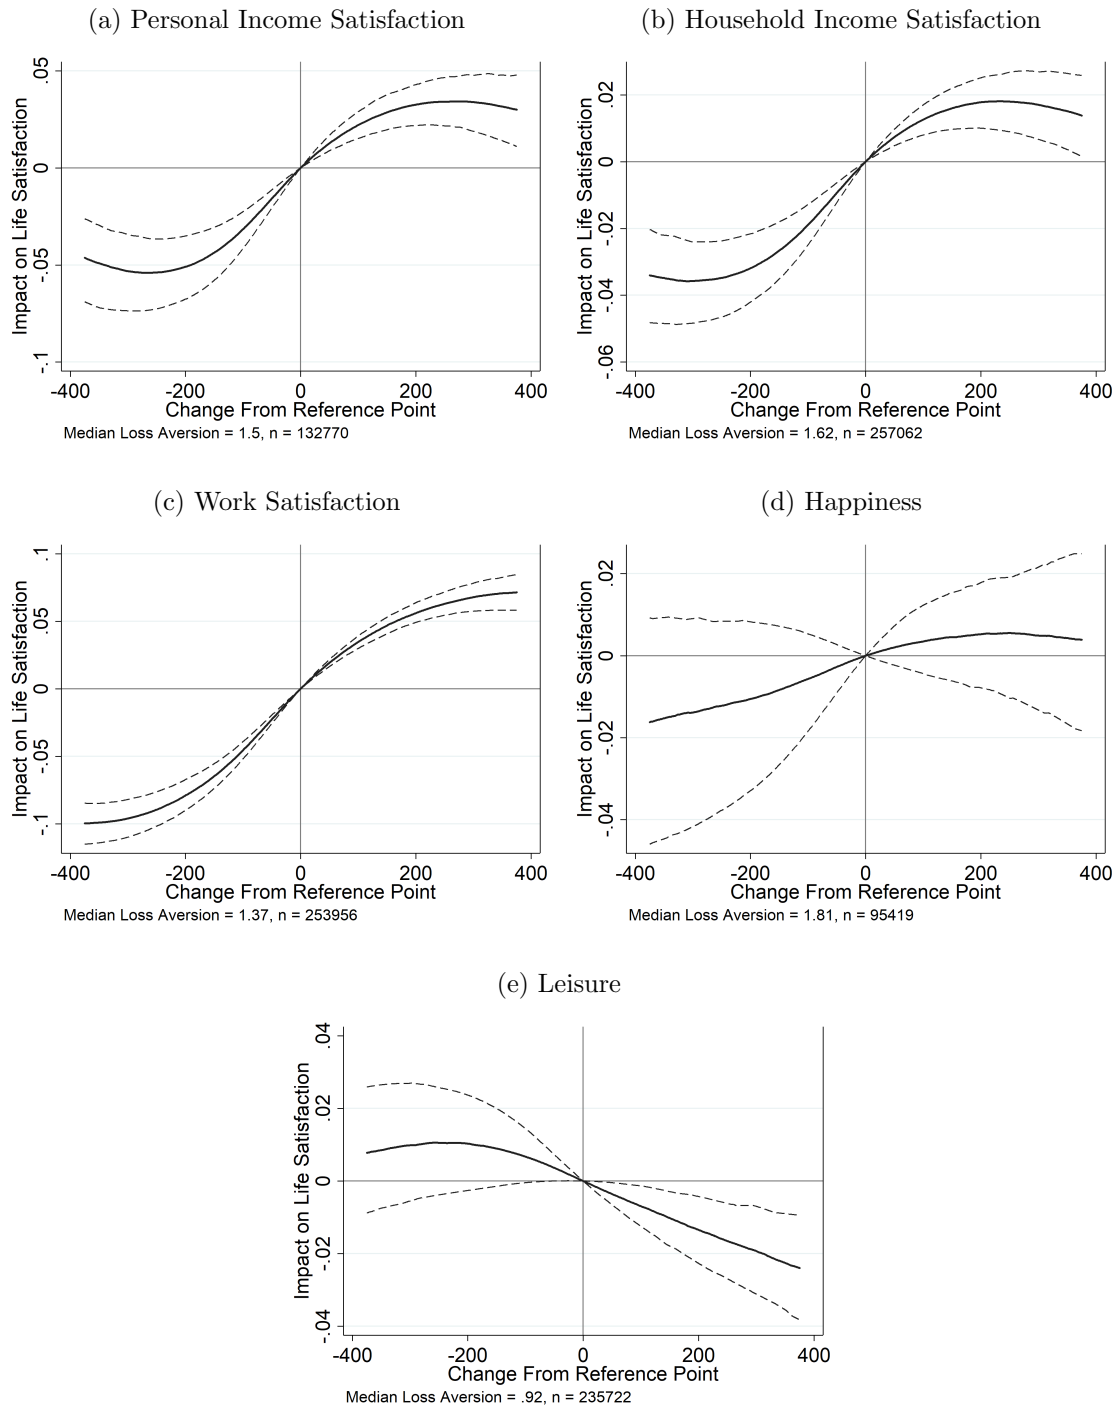 (a) Personal Income Satisfaction
Impact on Life Satisfaction
.05
0
-.05
-.1
-400 -200 0 200 400
Change From Reference Point
Median Loss Aversion = 1.5, n = 132770
(b) Household Income Satisfaction
Impact on Life Satisfaction
.02
0
-.02
-.04
-.06
-400 -200 0 200 400
Change From Reference Point
Median Loss Aversion = 1.62, n = 257062
(c) Work Satisfaction
Impact on Life Satisfaction
.1
.05
0
-.05
-.1
-400 -200 0 200 400
Change From Reference Point
Median Loss Aversion = 1.37, n = 253956
(d) Happiness
Impact on Life Satisfaction
.02
0
-.02
-.04
-400 -200 0 200 400
Change From Reference Point
Median Loss Aversion = 1.81, n = 95419
(e) Leisure
Impact on Life Satisfaction
.04
.02
0
-.02
-.04
-400 -200 0 200 400
Change From Reference Point
Median Loss Aversion = .92, n = 235722